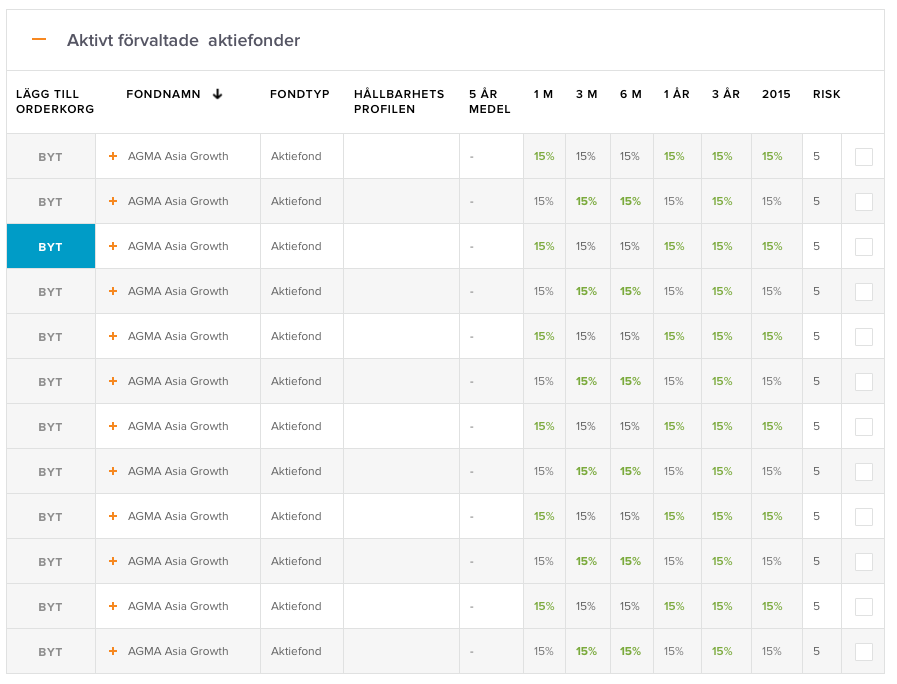 Aktivt förvaltade aktiefonder
LÄGG TILL ORDERKORG FONDNAMN FONDTYP HÅLLBARHETS PROFILEN 5 ÅR MEDEL 1 M 3 M 6 M 1 ÅR 3 ÅR 2015 RISK
BYT + AGMA Asia Growth Aktiefond - 15% 15% 15% 15% 15% 15% 5
BYT + AGMA Asia Growth Aktiefond - 15% 15% 15% 15% 15% 15% 5
BYT + AGMA Asia Growth Aktiefond - 15% 15% 15% 15% 15% 15% 5
BYT + AGMA Asia Growth Aktiefond - 15% 15% 15% 15% 15% 15% 5
BYT + AGMA Asia Growth Aktiefond - 15% 15% 15% 15% 15% 15% 5
BYT + AGMA Asia Growth Aktiefond - 15% 15% 15% 15% 15% 15% 5
BYT + AGMA Asia Growth Aktiefond - 15% 15% 15% 15% 15% 15% 5
BYT + AGMA Asia Growth Aktiefond - 15% 15% 15% 15% 15% 15% 5
BYT + AGMA Asia Growth Aktiefond - 15% 15% 15% 15% 15% 15% 5
BYT + AGMA Asia Growth Aktiefond - 15% 15% 15% 15% 15% 15% 5
BYT + AGMA Asia Growth Aktiefond - 15% 15% 15% 15% 15% 15% 5
BYT + AGMA Asia Growth Aktiefond - 15% 15% 15% 15% 15% 15% 5